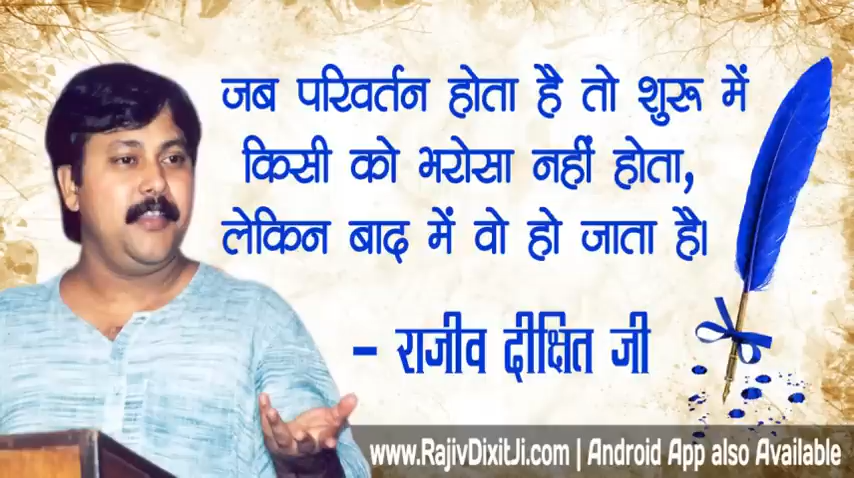 जब परिवर्तन होता है तो शुरू में
किसी को भरोसा नहीं होता,
लेकिन बाद में वो हो जाता है।
– राजीव दीक्षित जी
www.RajivDixitJi.com | Android App also Available